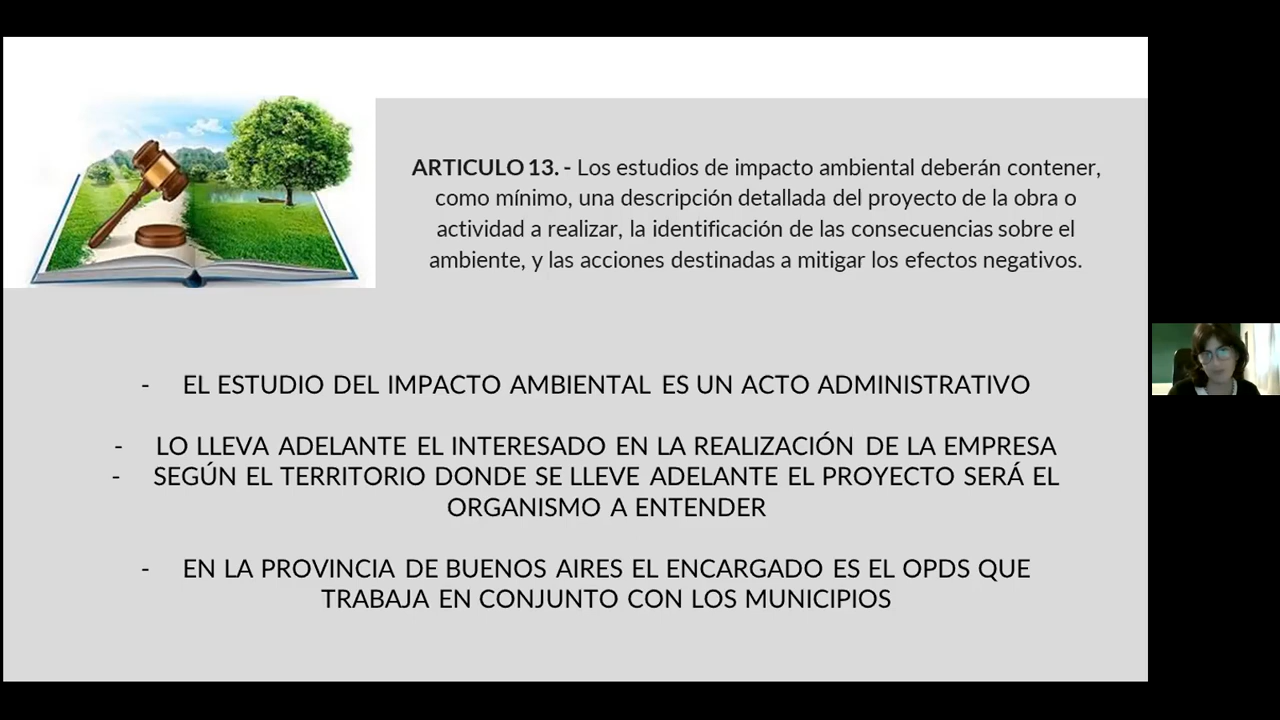 ARTICULO 13. - Los estudios de impacto ambiental deberán contener,
como mínimo, una descripción detallada del proyecto de la obra o
actividad a realizar, la identificación de las consecuencias sobre el
ambiente, y las acciones destinadas a mitigar los efectos negativos.
- EL ESTUDIO DEL IMPACTO AMBIENTAL ES UN ACTO ADMINISTRATIVO
- LO LLEVA ADELANTE EL INTERESADO EN LA REALIZACIÓN DE LA EMPRESA
- SEGÚN EL TERRITORIO DONDE SE LLEVE ADELANTE EL PROYECTO SERÁ EL
ORGANISMO A ENTENDER
- EN LA PROVINCIA DE BUENOS AIRES EL ENCARGADO ES EL OPDS QUE
TRABAJA EN CONJUNTO CON LOS MUNICIPIOS